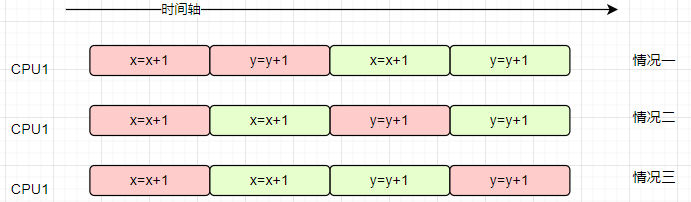 时间轴
CPU1 x=x+1 y=y+1 x=x+1 y=y+1 情况一
CPU1 x=x+1 x=x+1 y=y+1 y=y+1 情况二
CPU1 x=x+1 x=x+1 y=y+1 y=y+1 情况三